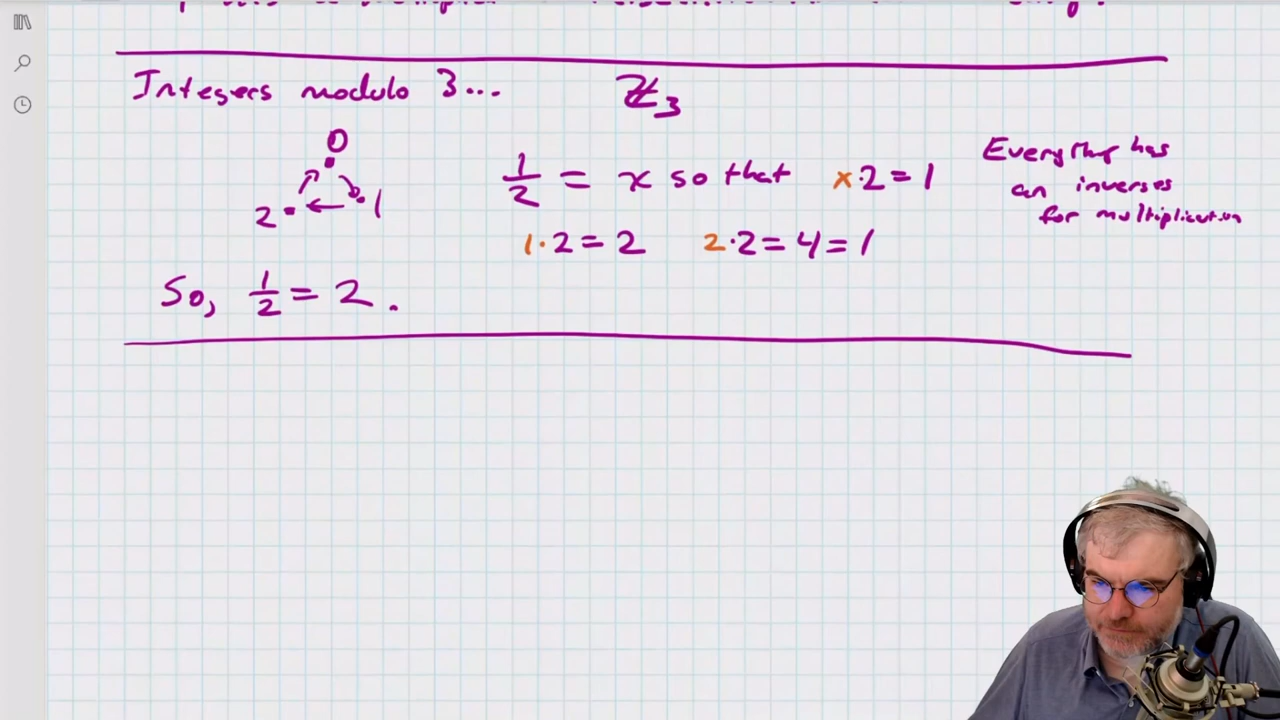 Integers modulo 3... ℤ₃
0
2 1
1/2 = x so that x·2=1
Everything has
an inverses
for multiplication
1·2=2 2·2=4=1
So, 1/2 = 2.